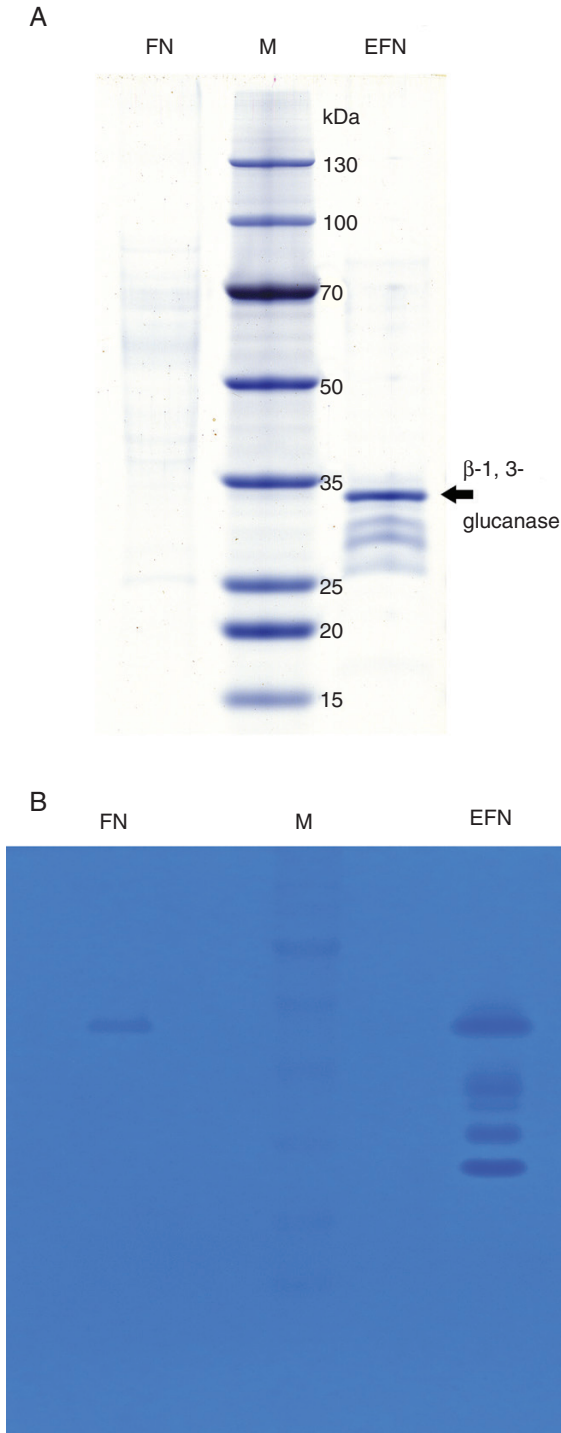 A
FN M EFN
kDa
130
100
70
50
35
β-1, 3-
glucanase
25
20
15
B
FN M EFN